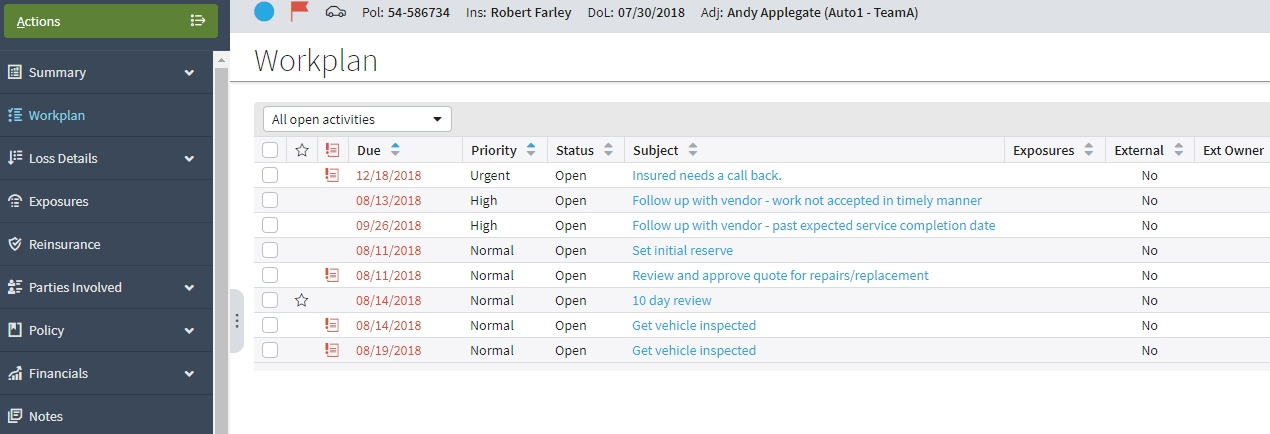 Actions
Pol: 54-586734 Ins: Robert Farley DoL: 07/30/2018 Adj: Andy Applegate (Auto1 - TeamA)
Summary
Workplan
Loss Details
Exposures
Reinsurance
Parties Involved
Policy
Financials
Notes
Workplan
All open activities
Due Priority Status Subject Exposures External Ext Owner
12/18/2018 Urgent Open Insured needs a call back. No
08/13/2018 High Open Follow up with vendor - work not accepted in timely manner No
09/26/2018 High Open Follow up with vendor - past expected service completion date No
08/11/2018 Normal Open Set initial reserve No
08/11/2018 Normal Open Review and approve quote for repairs/replacement No
08/14/2018 Normal Open 10 day review No
08/14/2018 Normal Open Get vehicle inspected No
08/19/2018 Normal Open Get vehicle inspected No